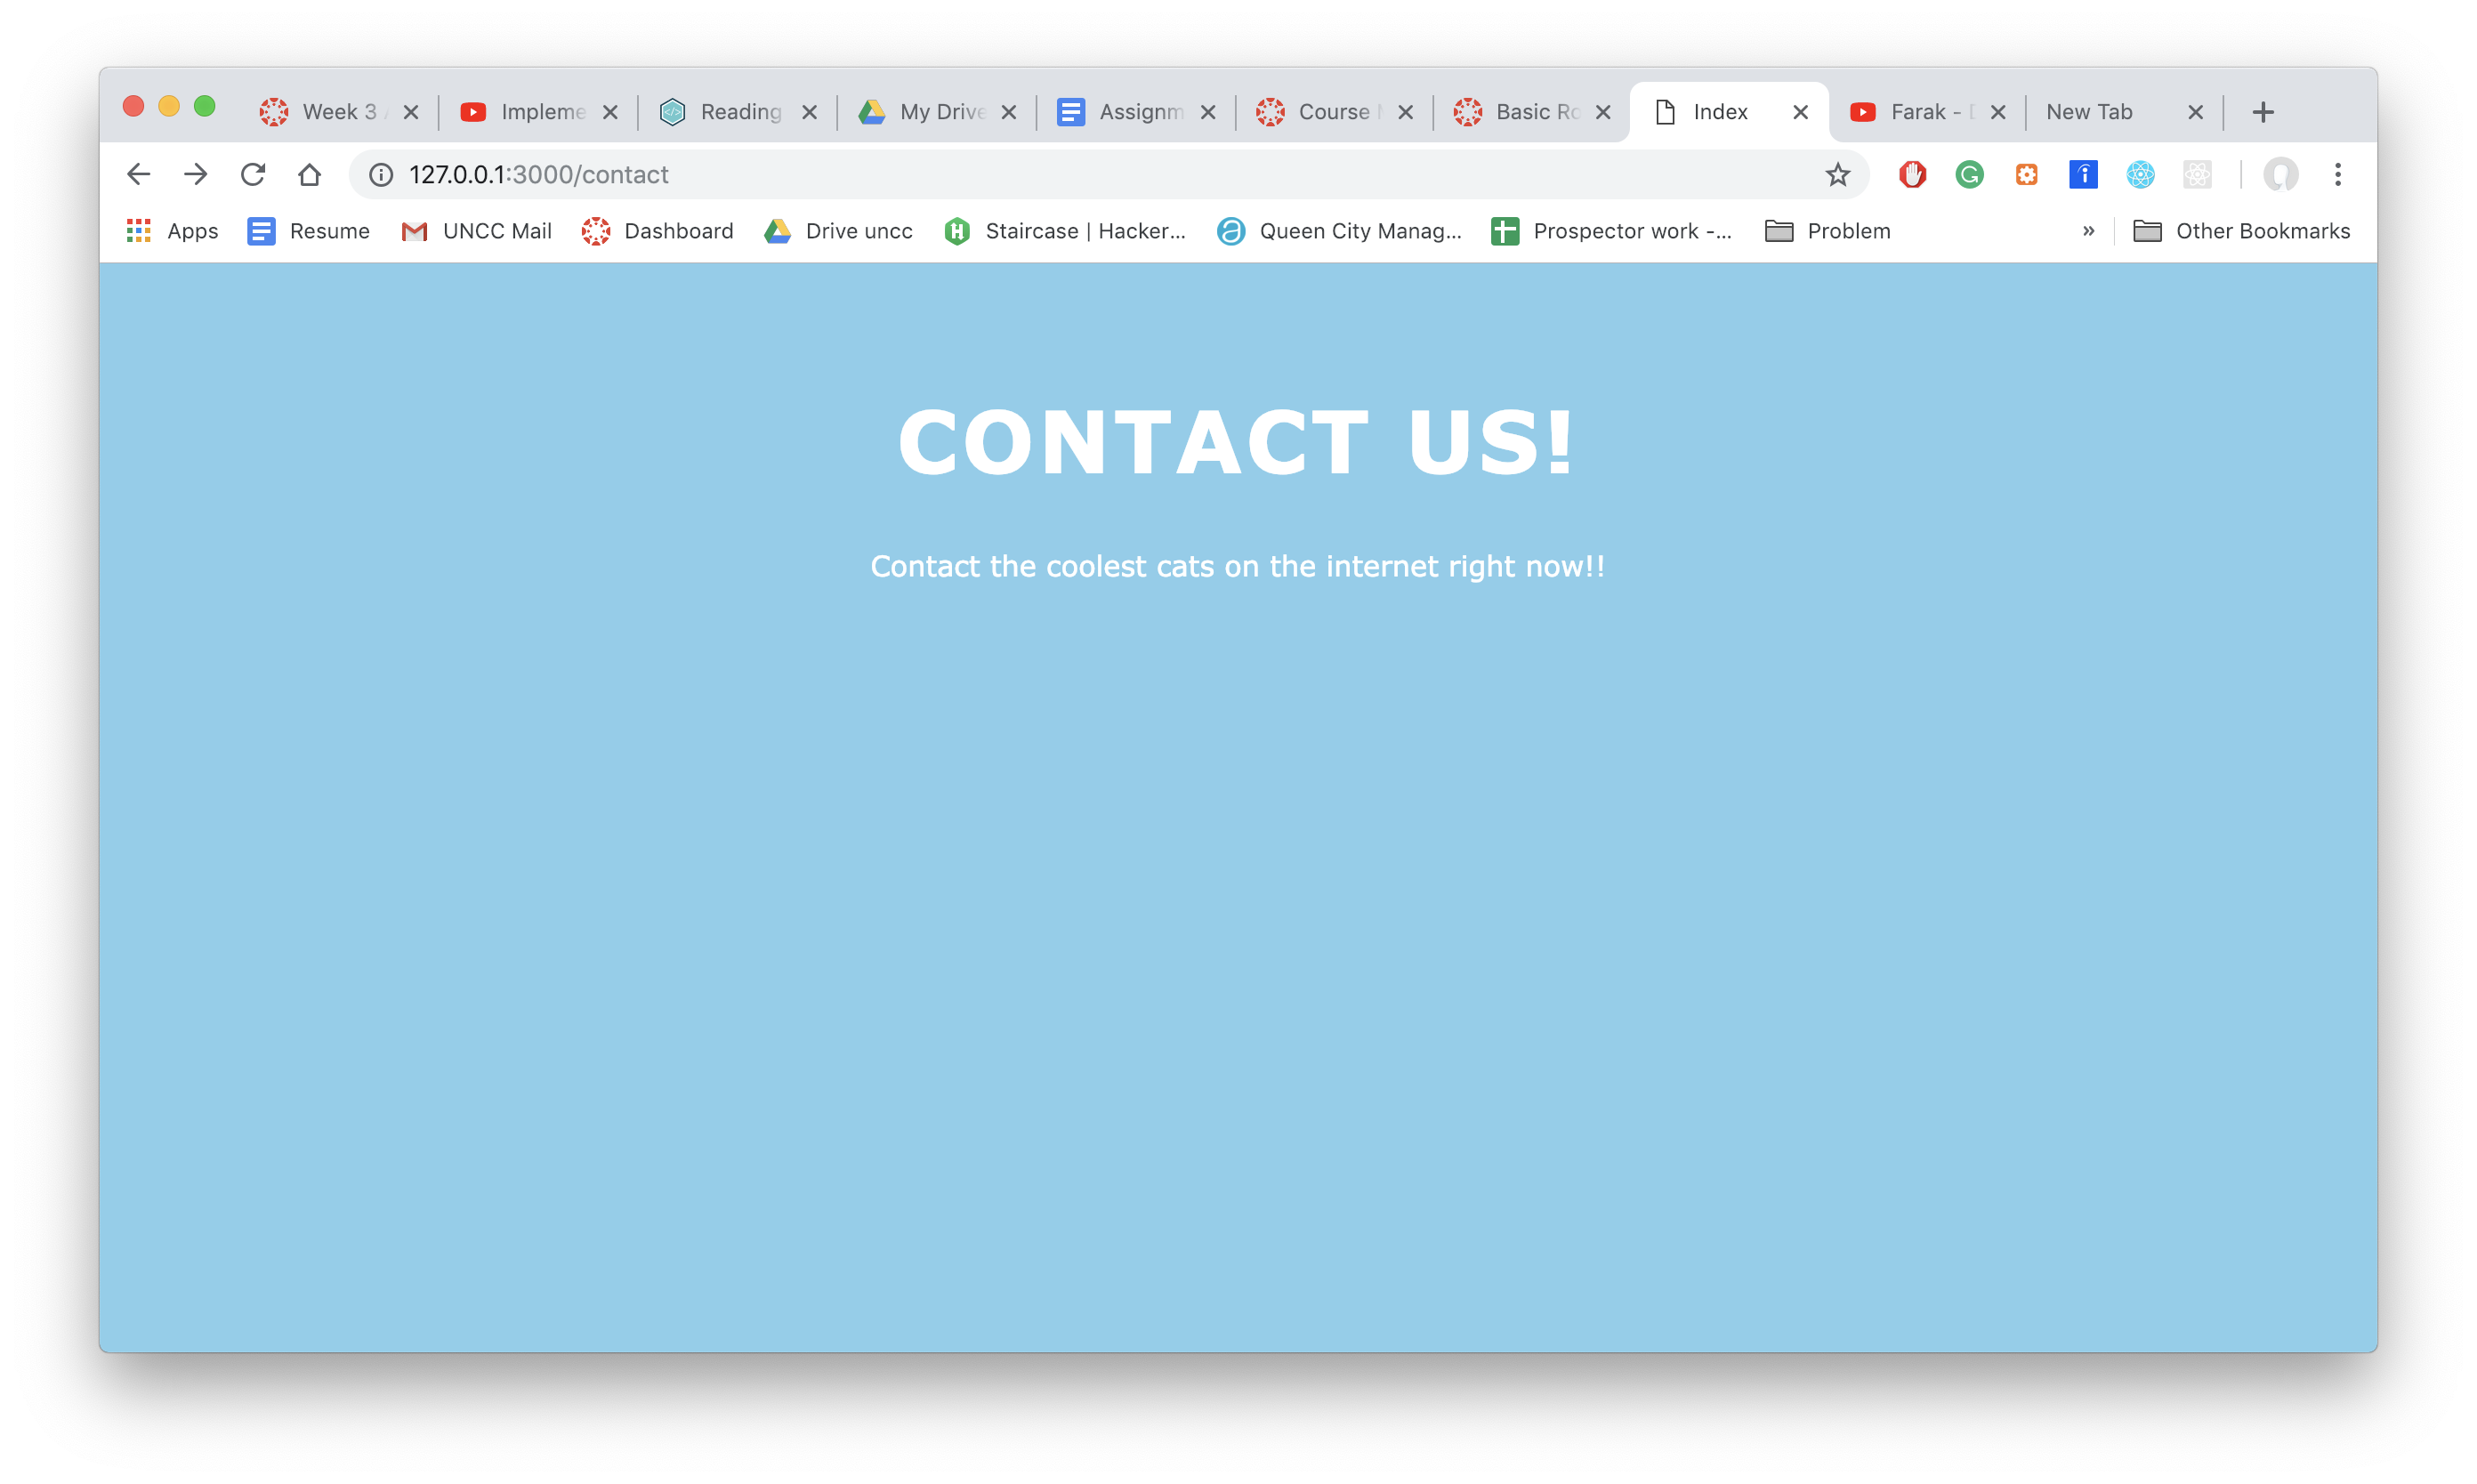 Week 3 Impleme Reading My Drive Assignm Course Basic Ro Index Farak - New Tab
127.0.0.1:3000/contact
Apps Resume UNCC Mail Dashboard Drive uncc Staircase | Hacker... Queen City Manag... Prospector work -... Problem » Other Bookmarks
CONTACT US!
Contact the coolest cats on the internet right now!!